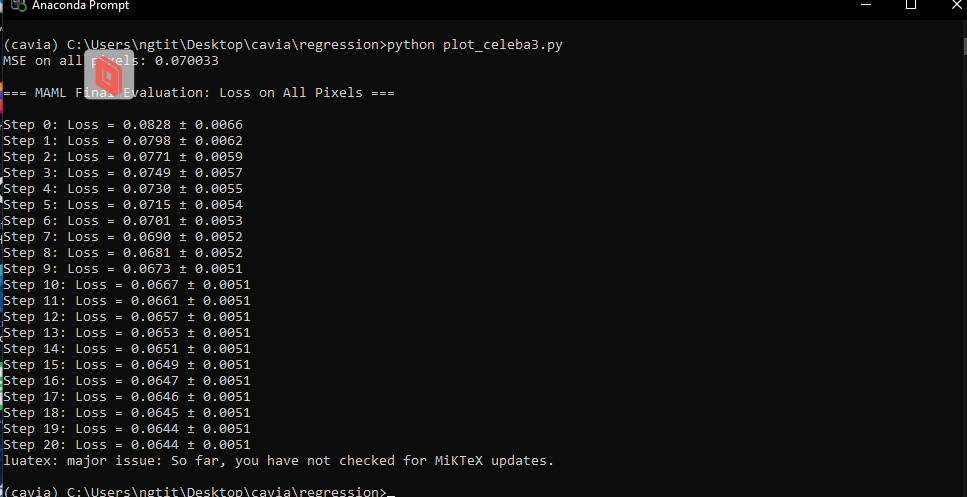 Anaconda Prompt
(cavia) C:\Users\ngtit\Desktop\cavia\regression>python plot_celeba3.py
MSE on all pixels: 0.070033
=== MAML Final Evaluation: Loss on All Pixels ===
Step 0: Loss = 0.0828 ± 0.0066
Step 1: Loss = 0.0798 ± 0.0062
Step 2: Loss = 0.0771 ± 0.0059
Step 3: Loss = 0.0749 ± 0.0057
Step 4: Loss = 0.0730 ± 0.0055
Step 5: Loss = 0.0715 ± 0.0054
Step 6: Loss = 0.0701 ± 0.0053
Step 7: Loss = 0.0690 ± 0.0052
Step 8: Loss = 0.0681 ± 0.0052
Step 9: Loss = 0.0673 ± 0.0051
Step 10: Loss = 0.0667 ± 0.0051
Step 11: Loss = 0.0661 ± 0.0051
Step 12: Loss = 0.0657 ± 0.0051
Step 13: Loss = 0.0653 ± 0.0051
Step 14: Loss = 0.0651 ± 0.0051
Step 15: Loss = 0.0649 ± 0.0051
Step 16: Loss = 0.0647 ± 0.0051
Step 17: Loss = 0.0646 ± 0.0051
Step 18: Loss = 0.0645 ± 0.0051
Step 19: Loss = 0.0644 ± 0.0051
Step 20: Loss = 0.0644 ± 0.0051
luatex: major issue: So far, you have not checked for MiKTeX updates.
(cavia) C:\Users\ngtit\Desktop\cavia\regression>_